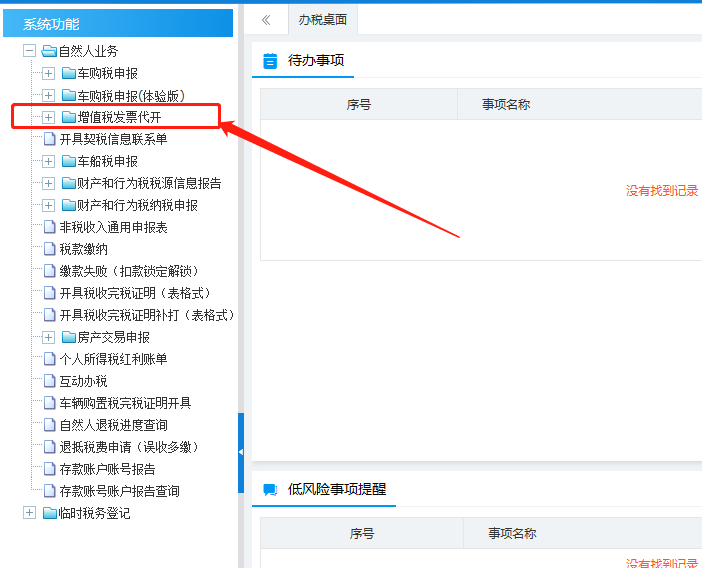 系统功能
自然人业务
车购税申报
车购税申报(体验版)
增值税发票代开
开具契税信息联系单
车船税申报
财产和行为税税源信息报告
财产和行为税纳税申报
非税收入通用申报表
税款缴纳
缴款失败（扣款锁定解锁）
开具税收完税证明（表格式）
开具税收完税证明补打（表格式）
房产交易申报
个人所得税红利账单
互动办税
车辆购置税完税证明开具
自然人退税进度查询
退抵税费申请（误收多缴）
存款账户账号报告
存款账号账户报告查询
临时税务登记
办税桌面
待办事项
序号 事项名称
没有找到记录
低风险事项提醒
序号 事项名称
没有找到记录